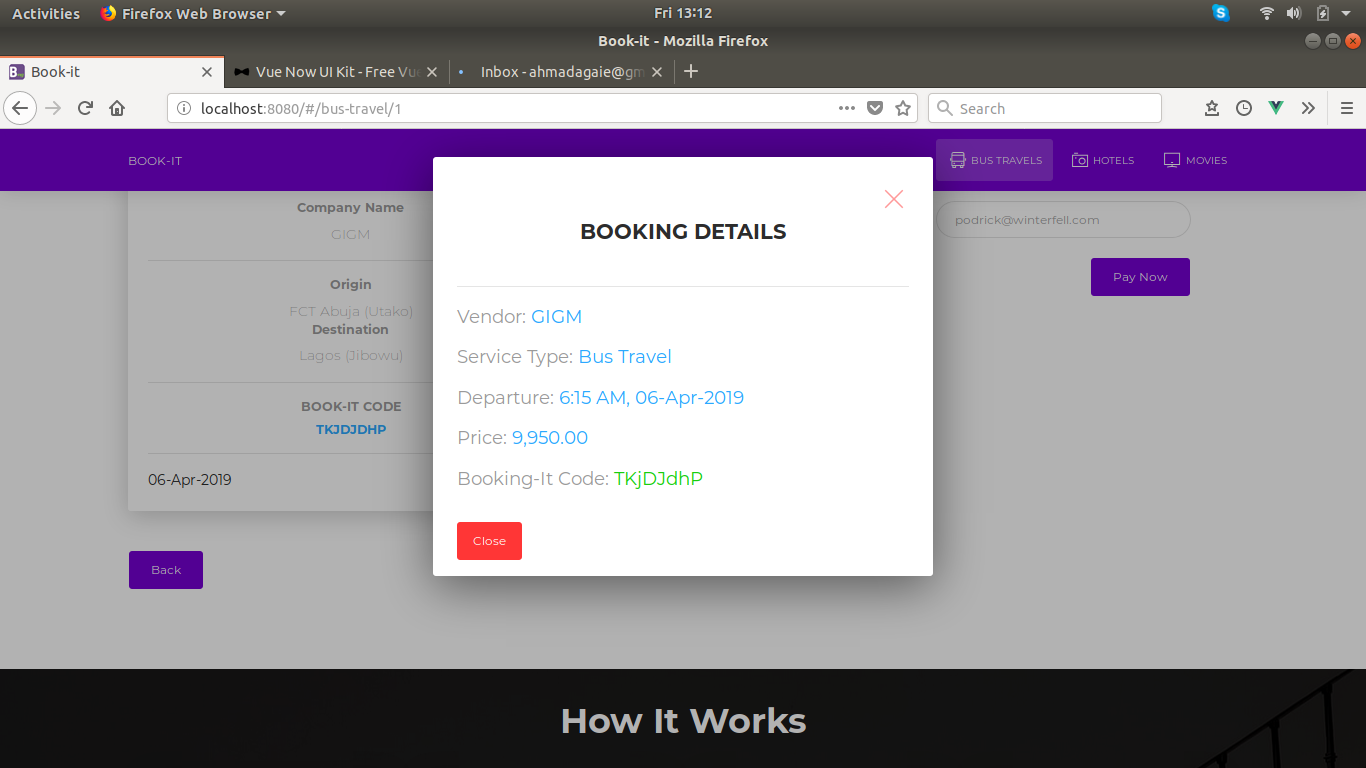 Activities Firefox Web Browser Fri 13:12
Book-it - Mozilla Firefox
Book-it Vue Now UI Kit - Free Vue Inbox - ahmadagaie@gm
localhost:8080/#/bus-travel/1 Search
BOOK-IT BUS TRAVELS HOTELS MOVIES
Company Name
GIGM
Origin
FCT Abuja (Utako)
Destination
Lagos (Jibowu)
BOOK-IT CODE
TKJDJDHP
06-Apr-2019
Back
BOOKING DETAILS
Vendor: GIGM
Service Type: Bus Travel
Departure: 6:15 AM, 06-Apr-2019
Price: 9,950.00
Booking-It Code: TKjDJdhP
Close
podrick@winterfell.com
Pay Now
How It Works